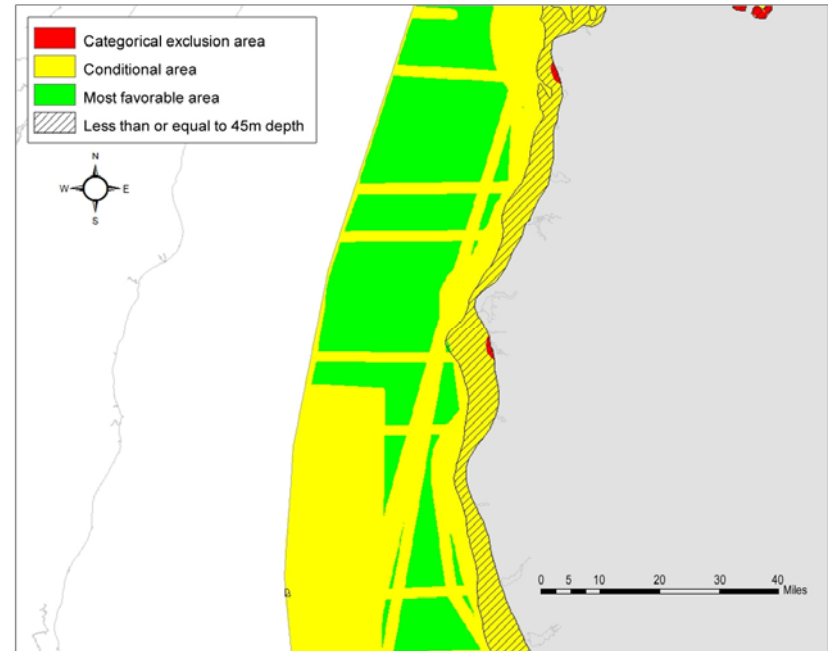 Categorical exclusion area
Conditional area
Most favorable area
Less than or equal to 45m depth
N
W E
S
0 5 10 20 30 40
Miles